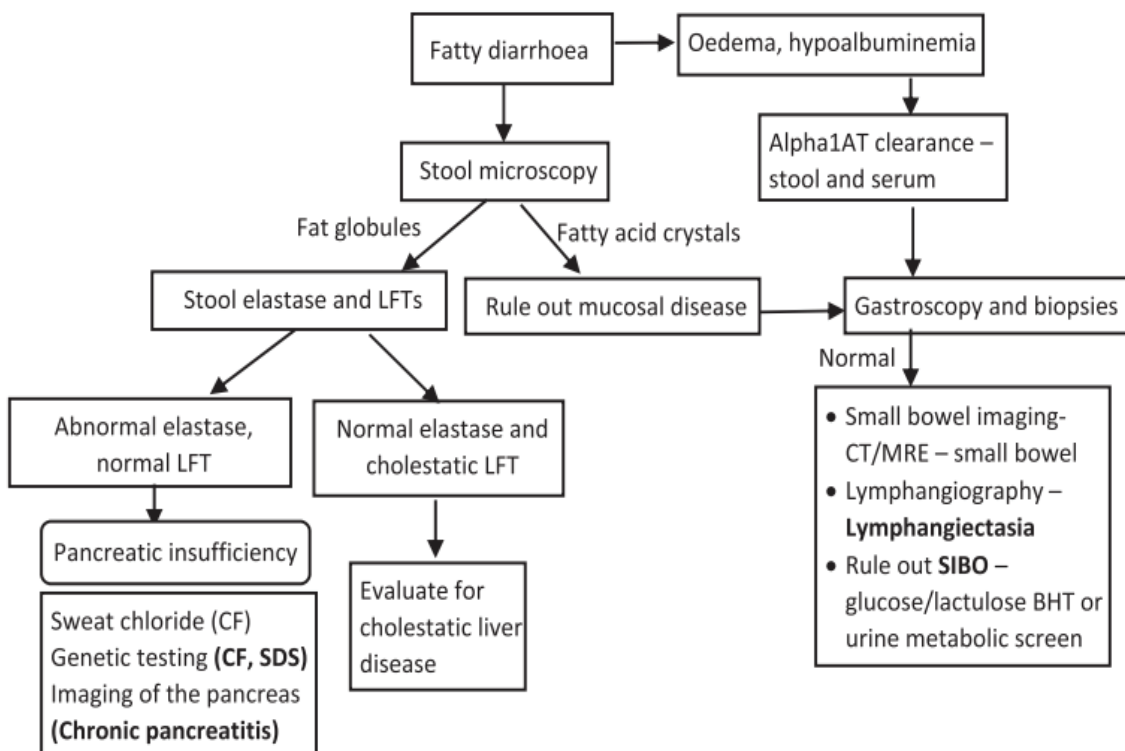 Fatty diarrhoea
Oedema, hypoalbuminemia
Alpha1AT clearance –
stool and serum
Stool microscopy
Fat globules
Fatty acid crystals
Stool elastase and LFTs
Rule out mucosal disease
Gastroscopy and biopsies
Normal
Abnormal elastase,
normal LFT
Normal elastase and
cholestatic LFT
• Small bowel imaging-
CT/MRE – small bowel
• Lymphangiography –
Lymphangiectasia
• Rule out SIBO –
glucose/lactulose BHT or
urine metabolic screen
Pancreatic insufficiency
Evaluate for
cholestatic liver
disease
Sweat chloride (CF)
Genetic testing (CF, SDS)
Imaging of the pancreas
(Chronic pancreatitis)